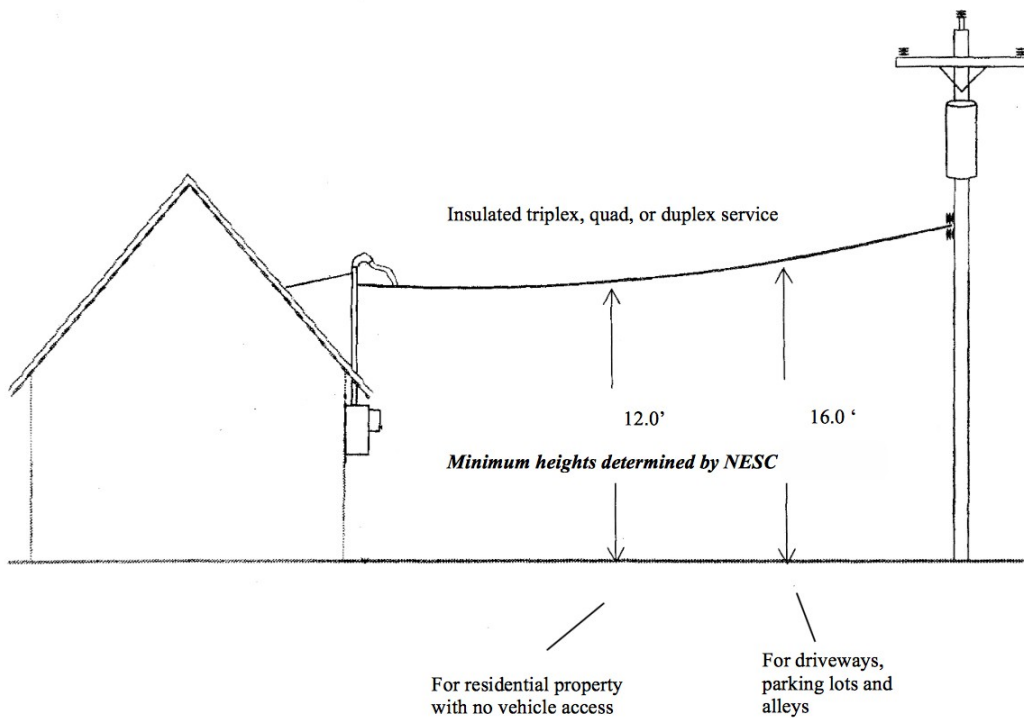 Insulated triplex, quad, or duplex service
12.0’
16.0 ‘
Minimum heights determined by NESC
For residential property
with no vehicle access
For driveways,
parking lots and
alleys